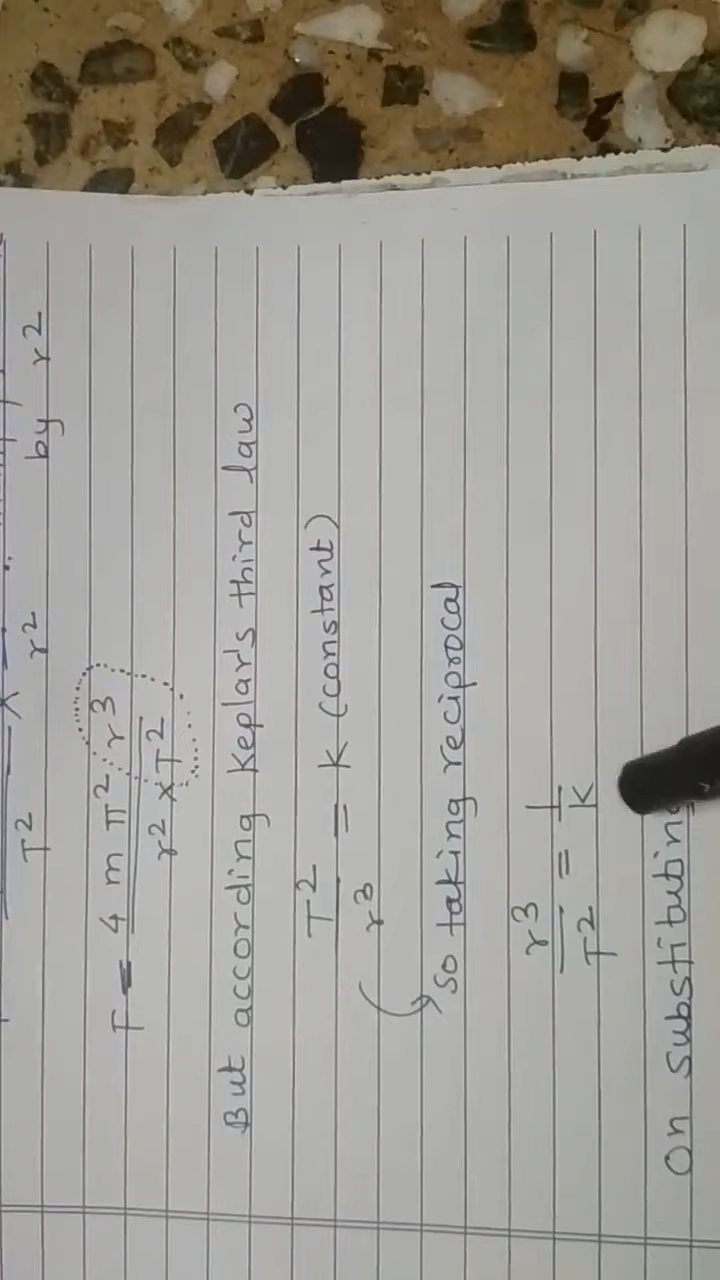 T² r² by r²
F = 4 m π² r³ / r² × T²
But according Keplar's third law
T² / r³ = K (constant)
So taking reciprocal
r³ / T² = 1 / K
On Substituting